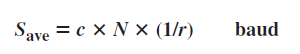 Save = c × N × (1/r) baud